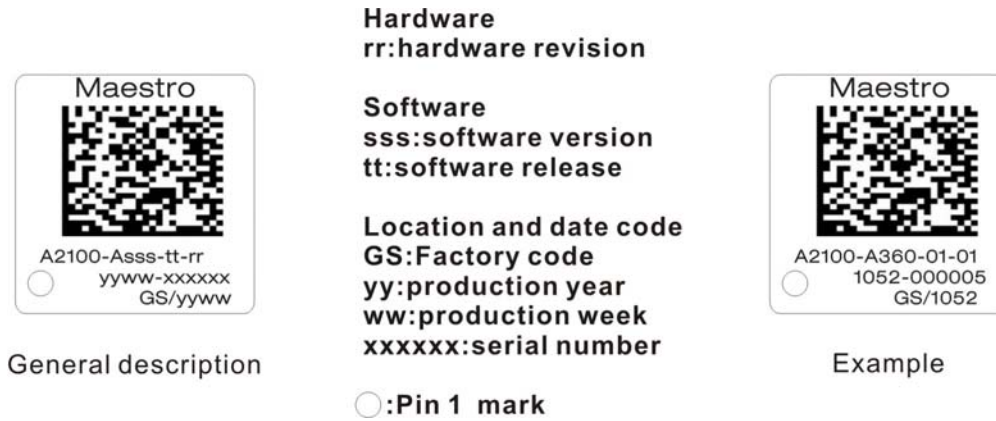 Maestro
A2100-Asss-tt-rr
yyww-xxxxxx
GS/yyww
General description
Hardware
rr:hardware revision
Software
sss:software version
tt:software release
Location and date code
GS:Factory code
yy:production year
ww:production week
xxxxxx:serial number
:Pin 1 mark
Maestro
A2100-A360-01-01
1052-000005
GS/1052
Example